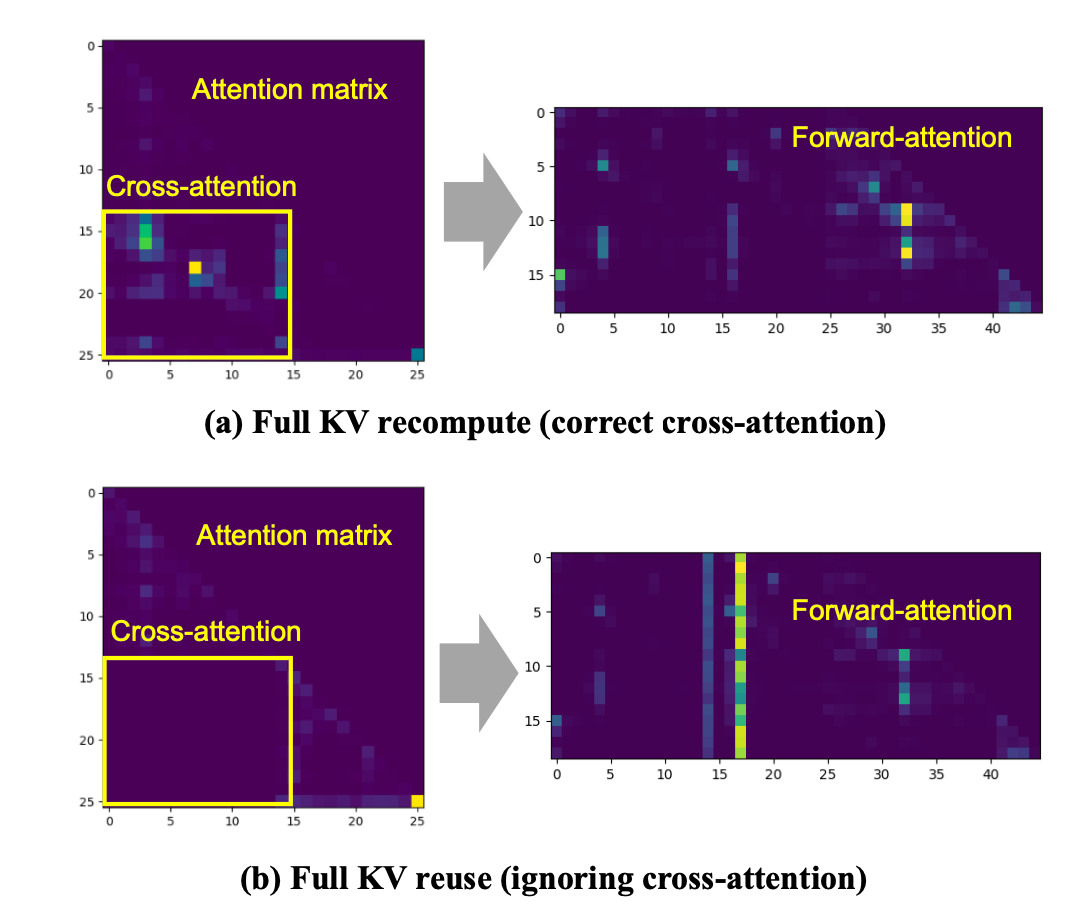 0
5
10
15
20
25
0 5 10 15 20 25
Attention matrix
Cross-attention
0
5
10
15
0 5 10 15 20 25 30 35 40
Forward-attention
(a) Full KV recompute (correct cross-attention)
0
5
10
15
20
25
0 5 10 15 20 25
Attention matrix
Cross-attention
0
5
10
15
0 5 10 15 20 25 30 35 40
Forward-attention
(b) Full KV reuse (ignoring cross-attention)